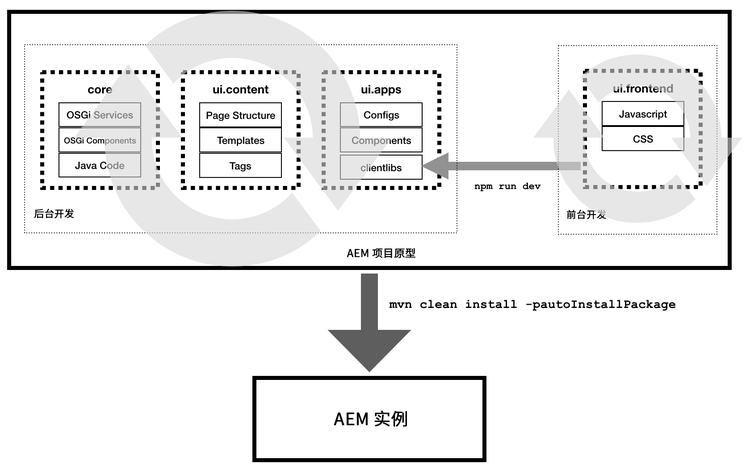 core
OSGi Services
OSGi Components
Java Code
ui.content
Page Structure
Templates
Tags
ui.apps
Configs
Components
clientlibs
ui.frontend
Javascript
CSS
npm run dev
后台开发
前台开发
AEM 项目原型
mvn clean install -pautoInstallPackage
AEM 实例